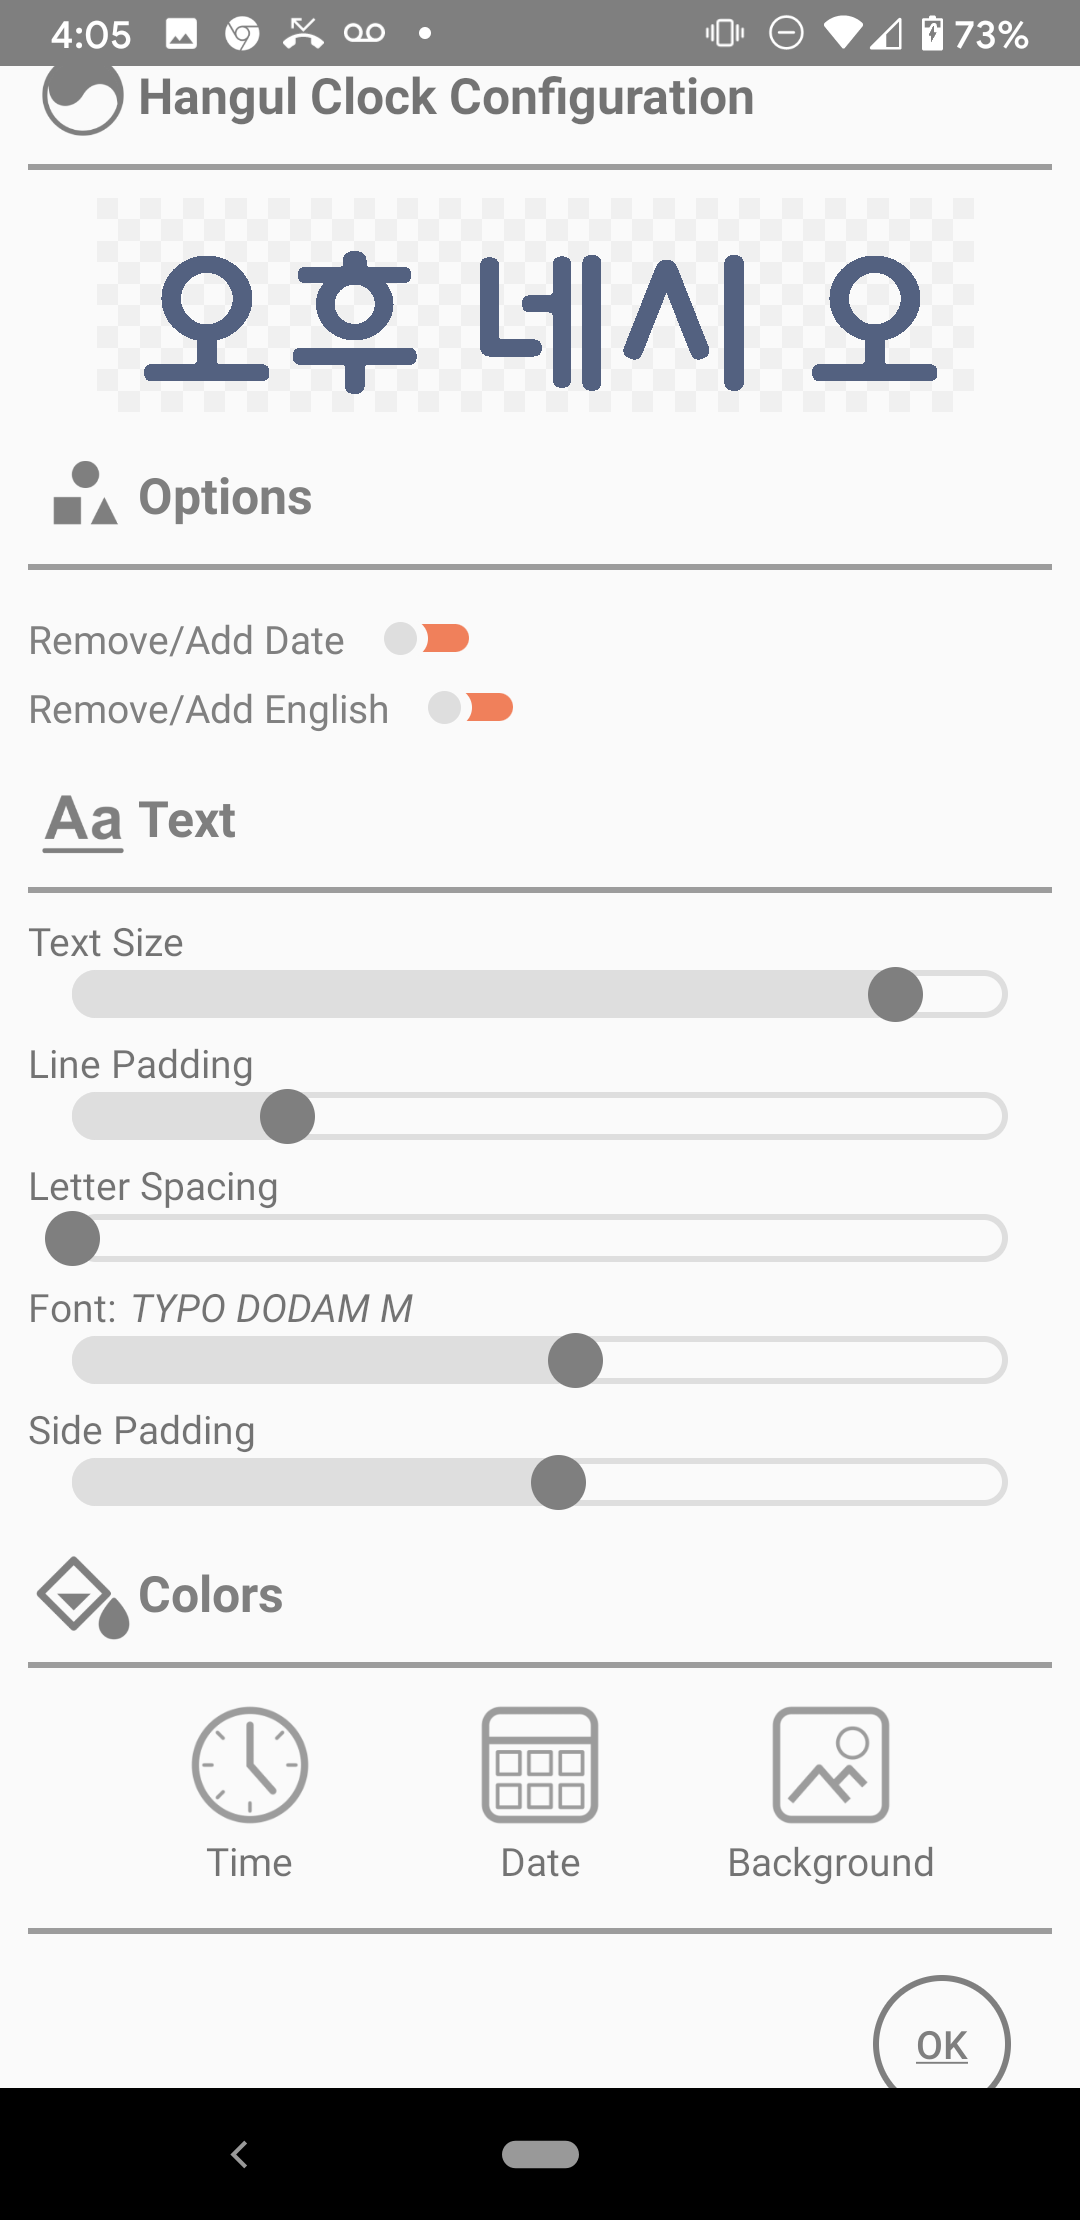 4:05 73%
Hangul Clock Configuration
오후 네시 오
Options
Remove/Add Date
Remove/Add English
Aa Text
Text Size
Line Padding
Letter Spacing
Font: TYPO DODAM M
Side Padding
Colors
Time Date Background
OK